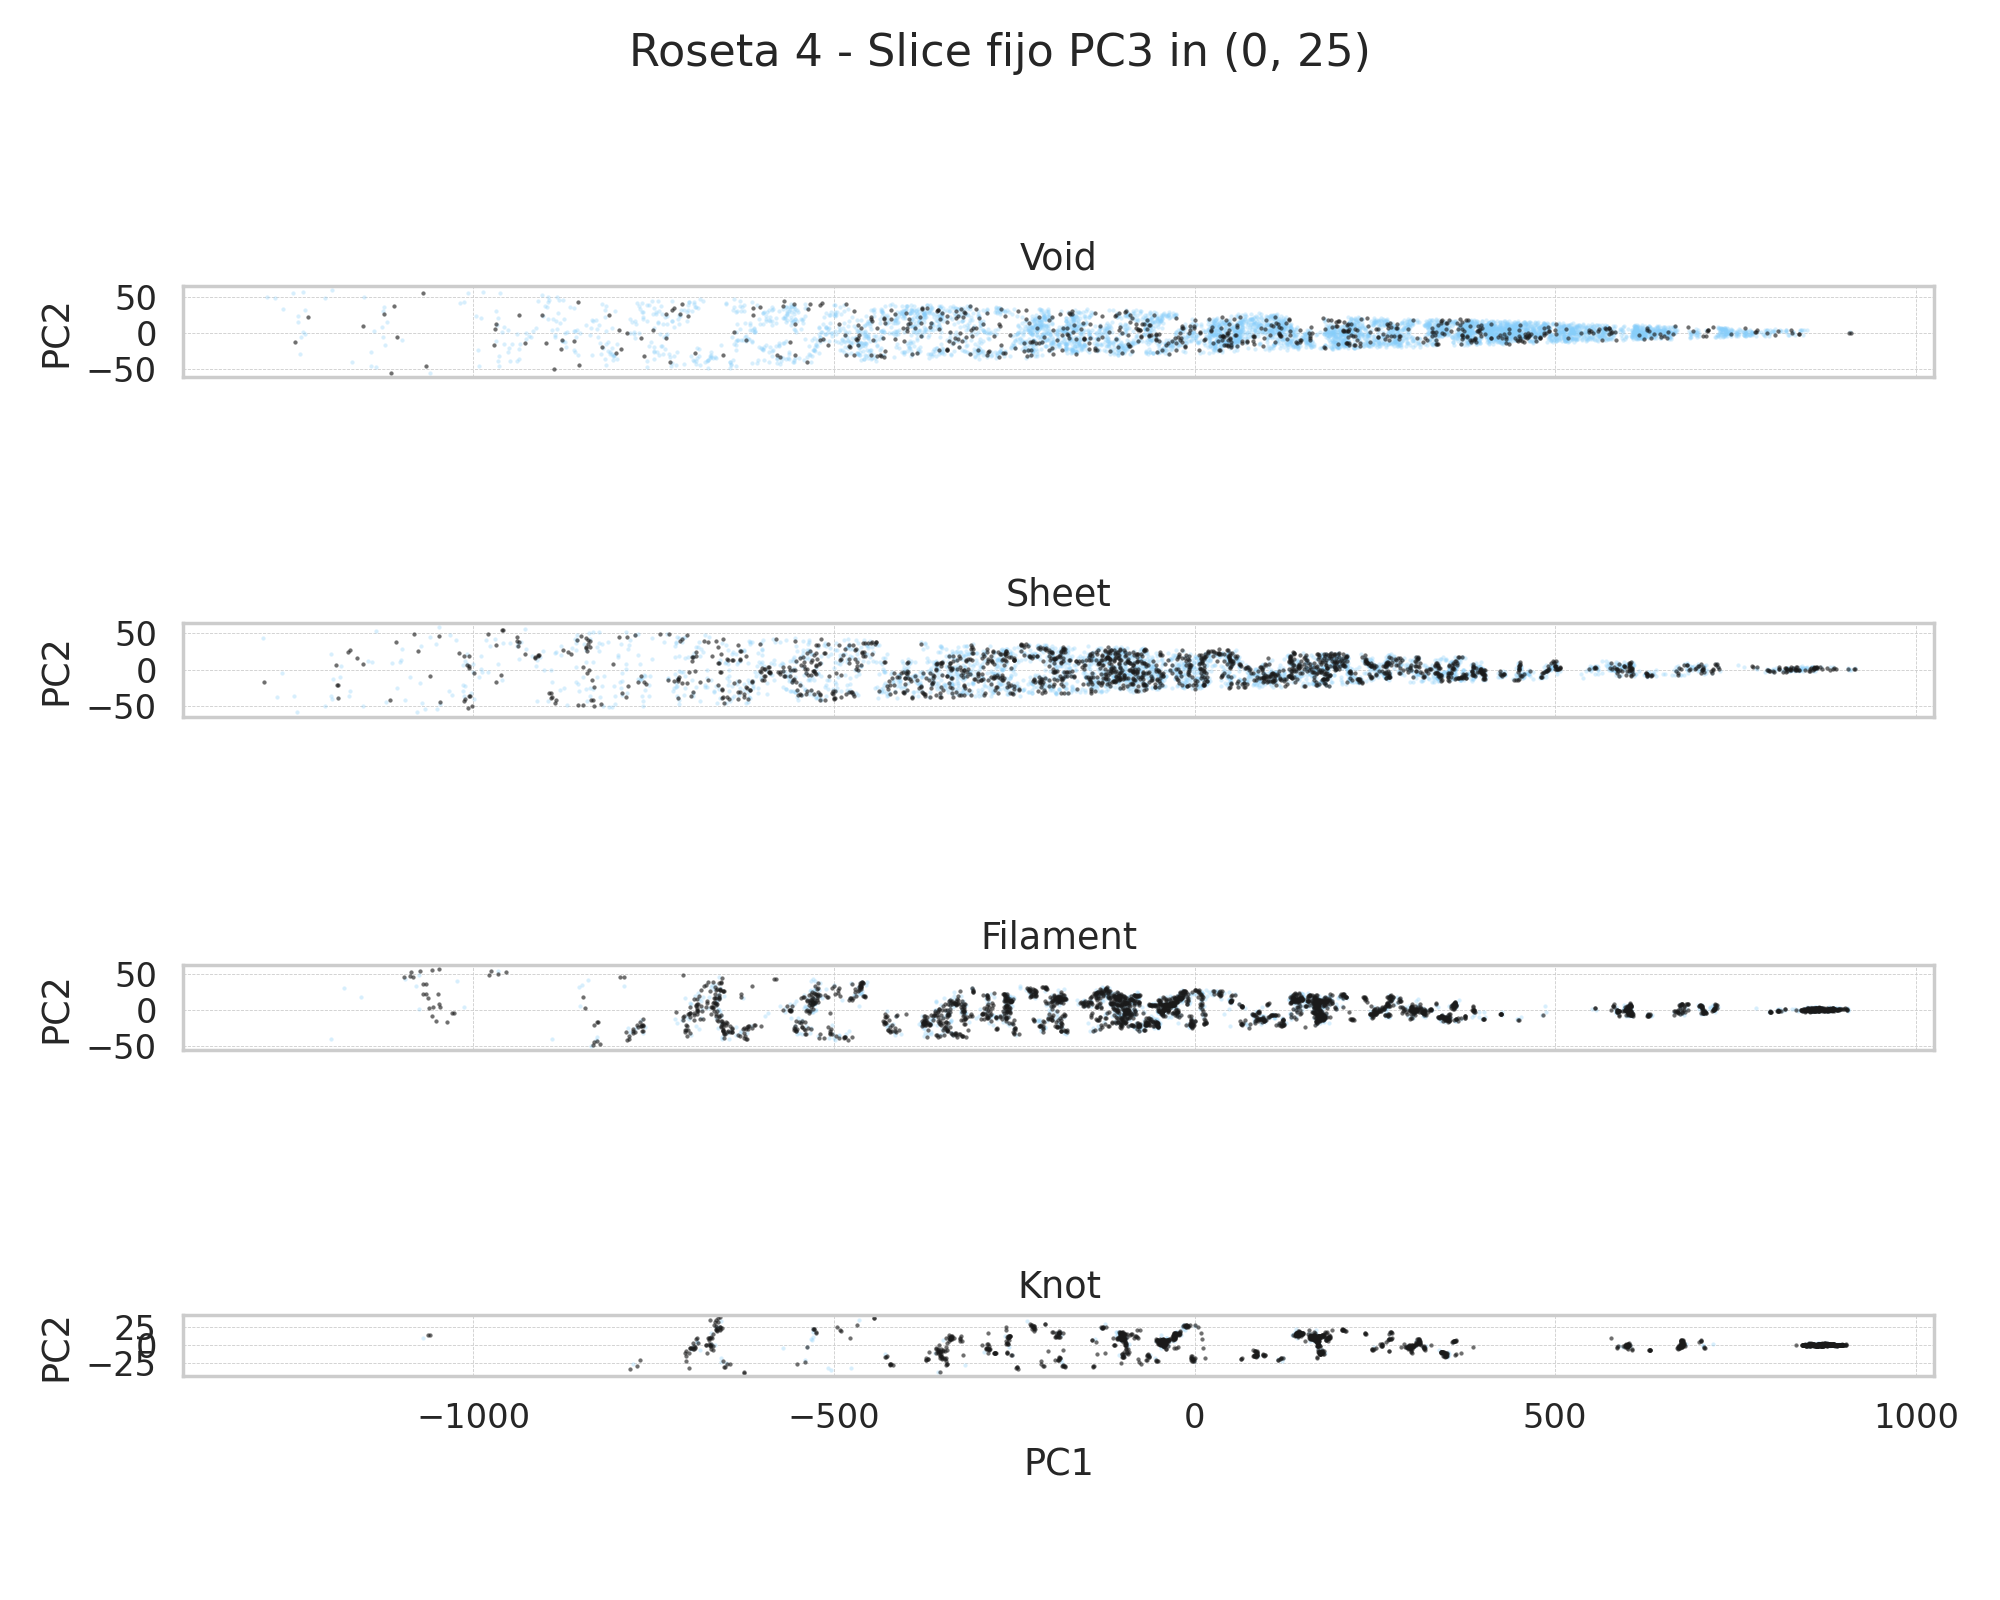 Roseta 4 - Slice fijo PC3 in (0, 25)
Void
PC2
50
0
−50
Sheet
PC2
50
0
−50
Filament
PC2
50
0
−50
Knot
PC2
25
0
−25
−1000 −500 0 500 1000
PC1